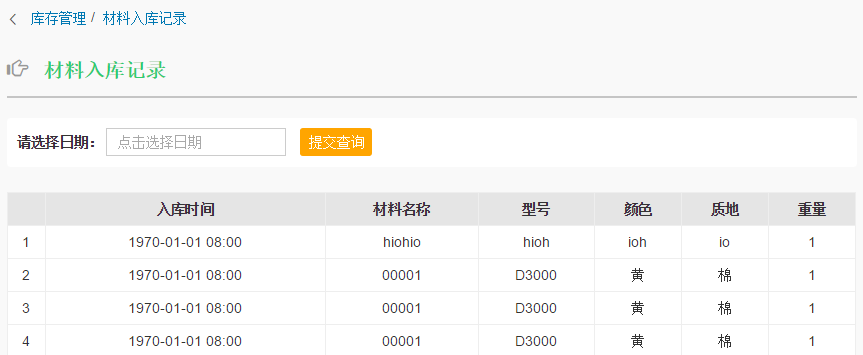 库存管理 / 材料入库记录
材料入库记录
请选择日期： 点击选择日期 提交查询
入库时间 材料名称 型号 颜色 质地 重量
1 1970-01-01 08:00 hiohio hioh ioh io 1
2 1970-01-01 08:00 00001 D3000 黄 棉 1
3 1970-01-01 08:00 00001 D3000 黄 棉 1
4 1970-01-01 08:00 00001 D3000 黄 棉 1